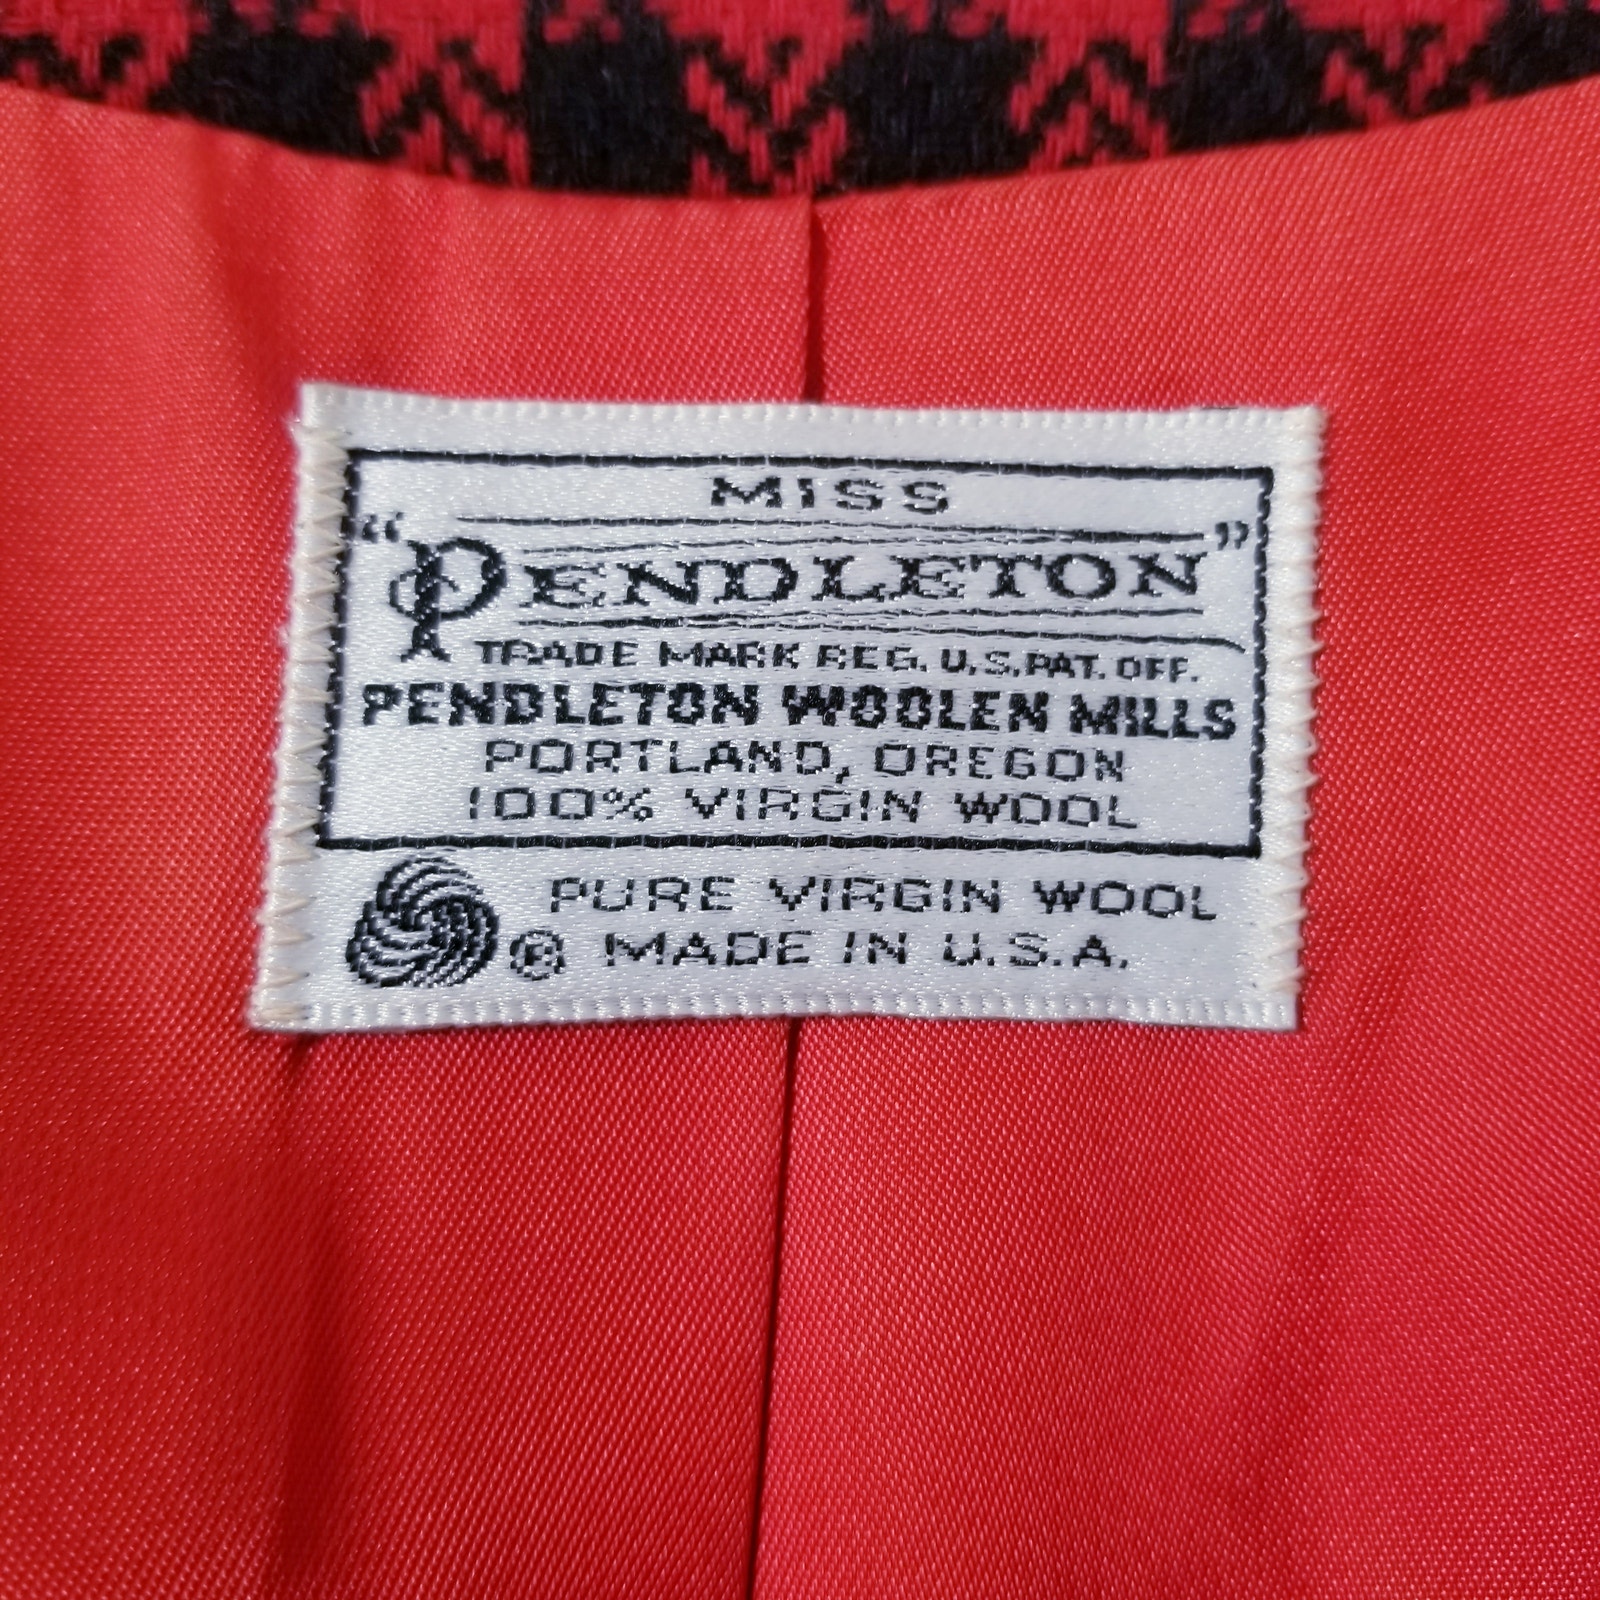 MISS
"PENDLETON"
TRADE MARK REG. U.S. PAT. OFF.
PENDLETON WOOLEN MILLS
PORTLAND, OREGON
100% VIRGIN WOOL
PURE VIRGIN WOOL
® MADE IN U.S.A.